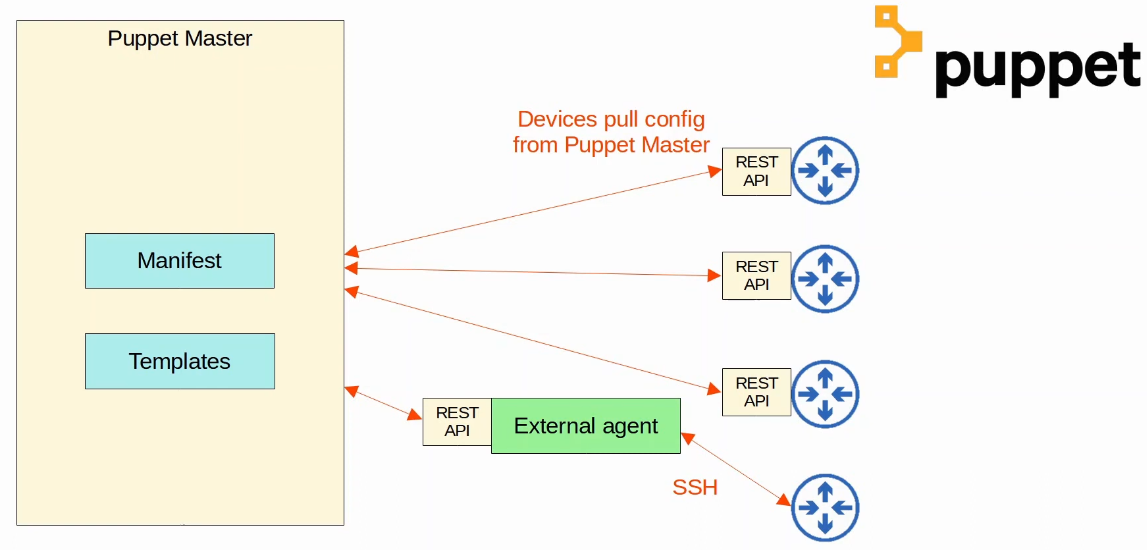 Puppet Master
puppet
Devices pull config
from Puppet Master
REST
API
Manifest
REST
API
Templates
REST
API
REST
API
External agent
SSH